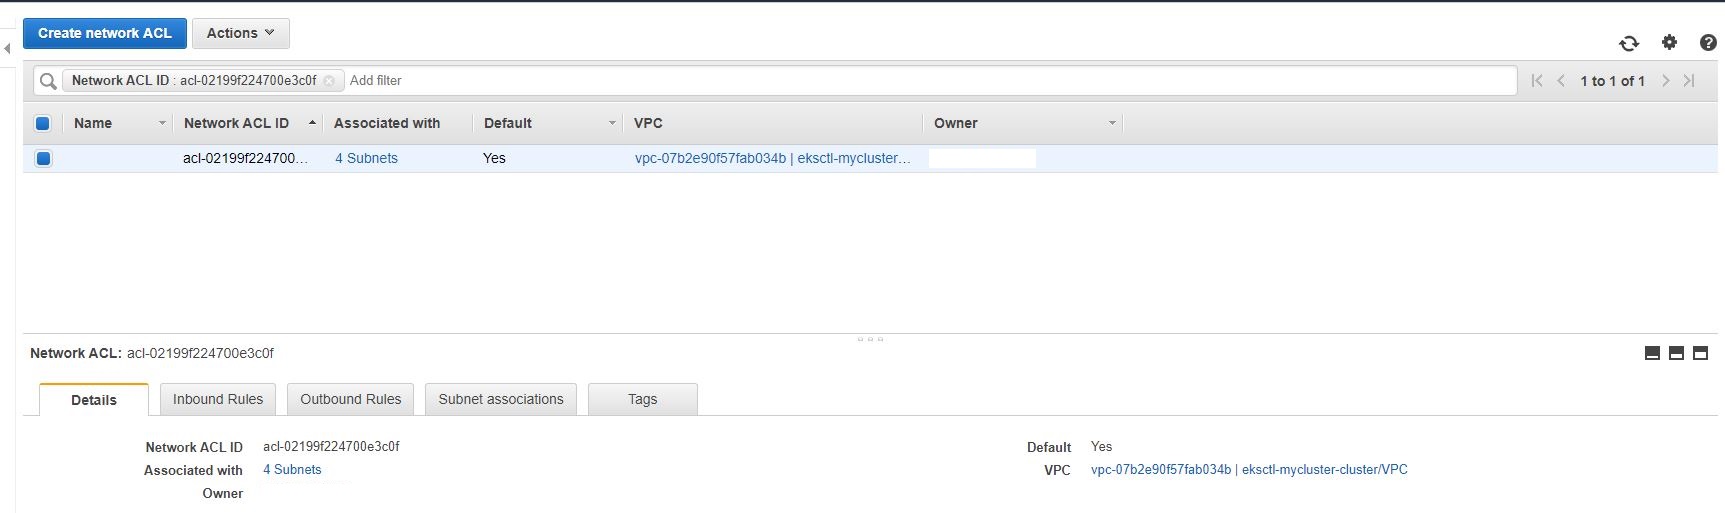 Create network ACL Actions
Network ACL ID : acl-02199f224700e3c0f Add filter 1 to 1 of 1
Name Network ACL ID Associated with Default VPC Owner
acl-02199f224700... 4 Subnets Yes vpc-07b2e90f57fab034b | eksctl-mycluster...
Network ACL: acl-02199f224700e3c0f
Details Inbound Rules Outbound Rules Subnet associations Tags
Network ACL ID acl-02199f224700e3c0f Default Yes
Associated with 4 Subnets VPC vpc-07b2e90f57fab034b | eksctl-mycluster-cluster/VPC
Owner